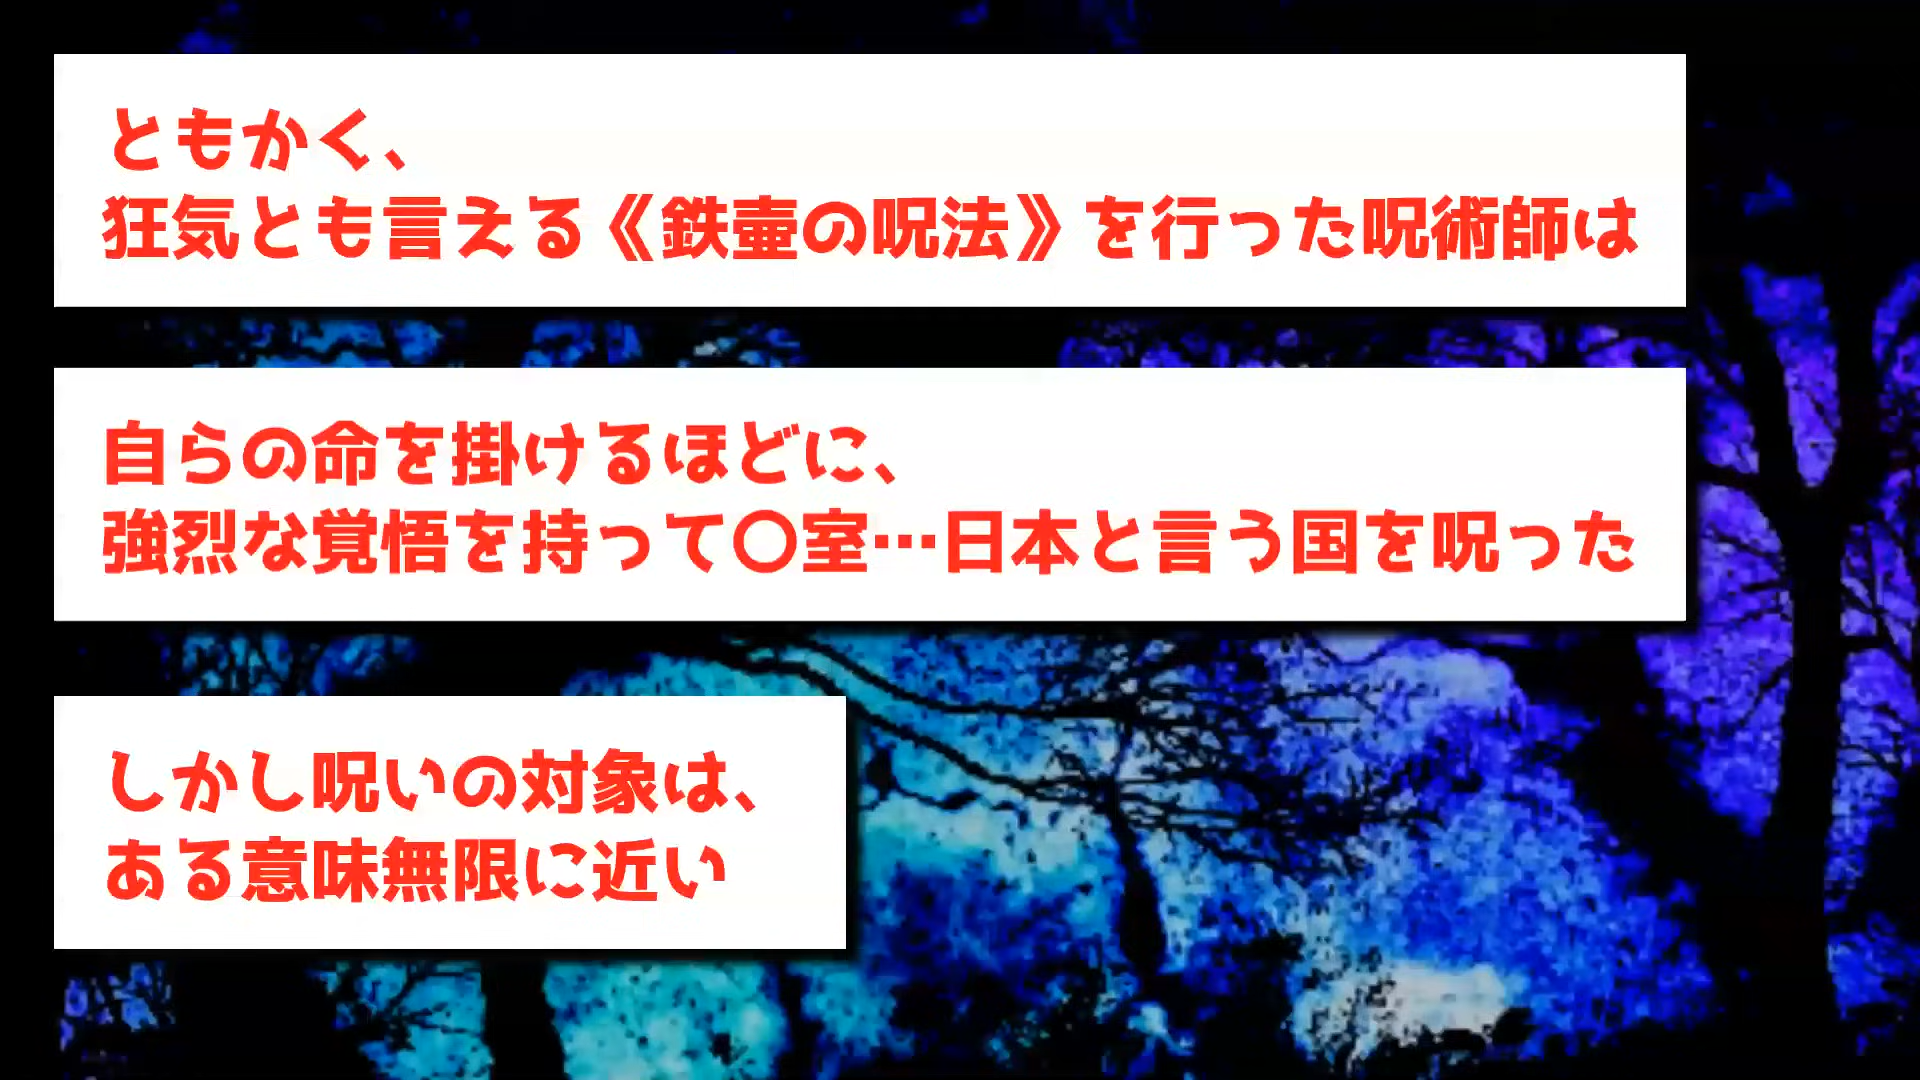 ともかく、
狂気とも言える《鉄壷の呪法》を行った呪術師は
自らの命を掛けるほどに、
強烈な覚悟を持って〇室…日本と言う国を呪った
しかし呪いの対象は、
ある意味無限に近い